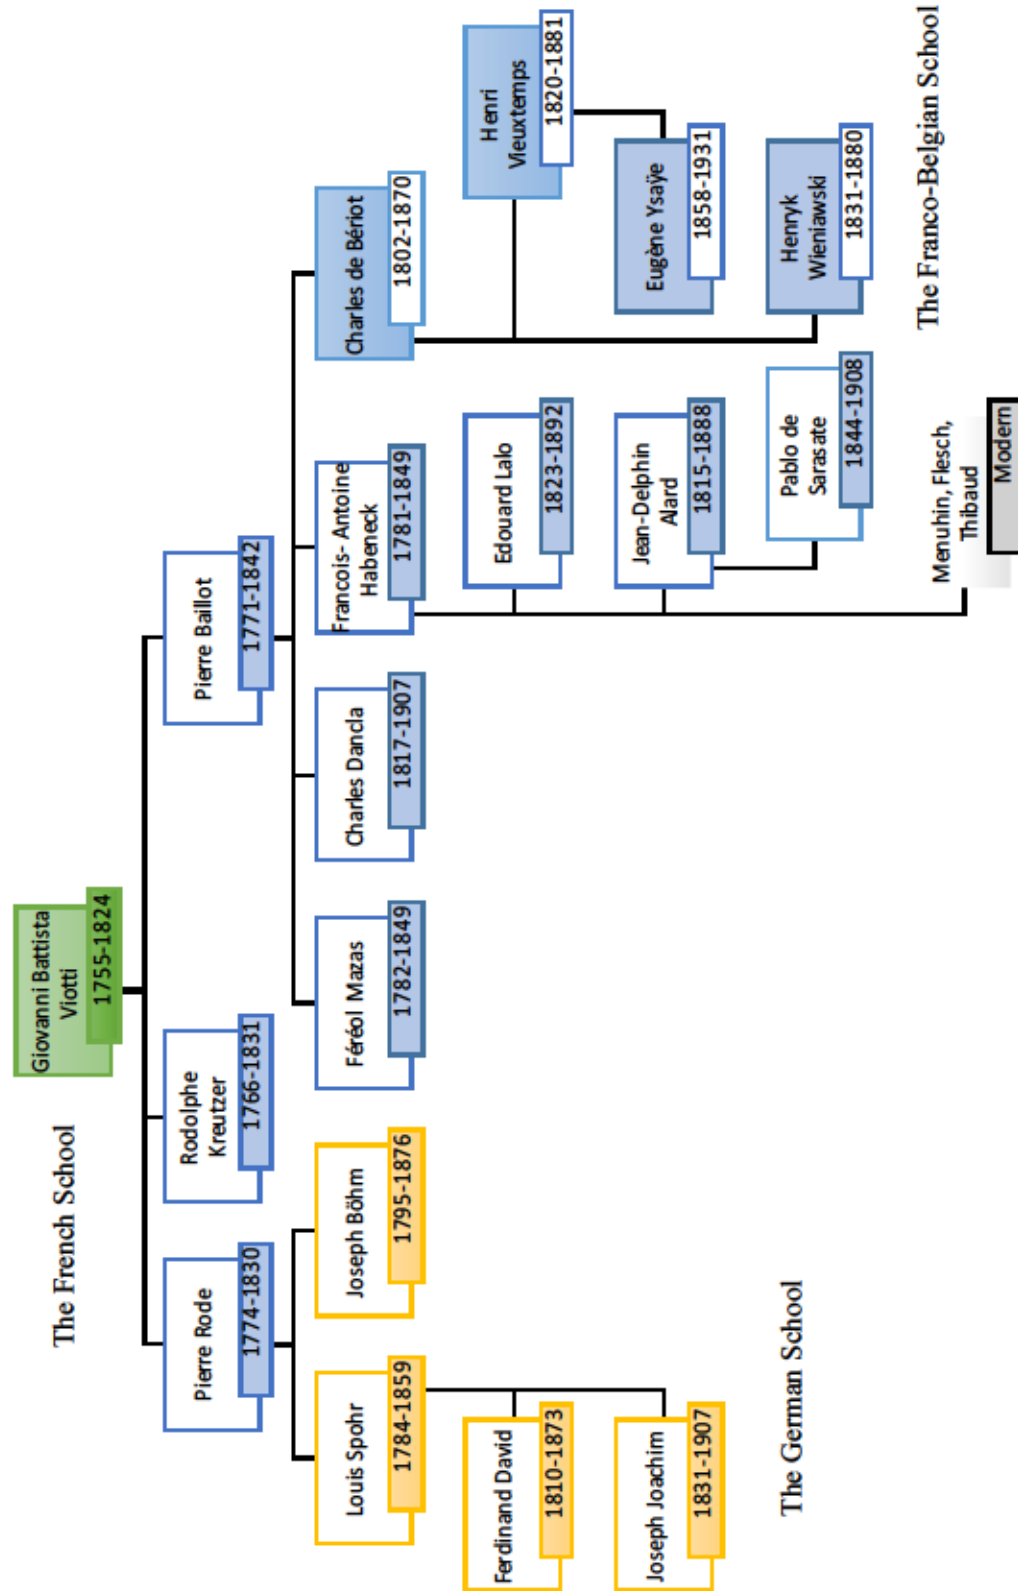 The French School
Giovanni Battista
Viotti
1755-1824
Pierre Rode
1774-1830
Rodolphe
Kreutzer
1766-1831
Pierre Baillot
1771-1842
Louis Spohr
1784-1859
Joseph Böhm
1795-1876
Féréol Mazas
1782-1849
Charles Dancla
1817-1907
Francois- Antoine
Habeneck
1781-1849
Charles de Bériot
1802-1870
Ferdinand David
1810-1873
Edouard Lalo
1823-1892
Henri
Vieuxtemps
1820-1881
Joseph Joachim
1831-1907
Jean-Delphin
Alard
1815-1888
Eugène Ysaÿe
1858-1931
Pablo de
Sarasate
1844-1908
Henryk
Wieniawski
1831-1880
The German School
Menuhin, Flesch,
Thibaud
Modern
The Franco-Belgian School